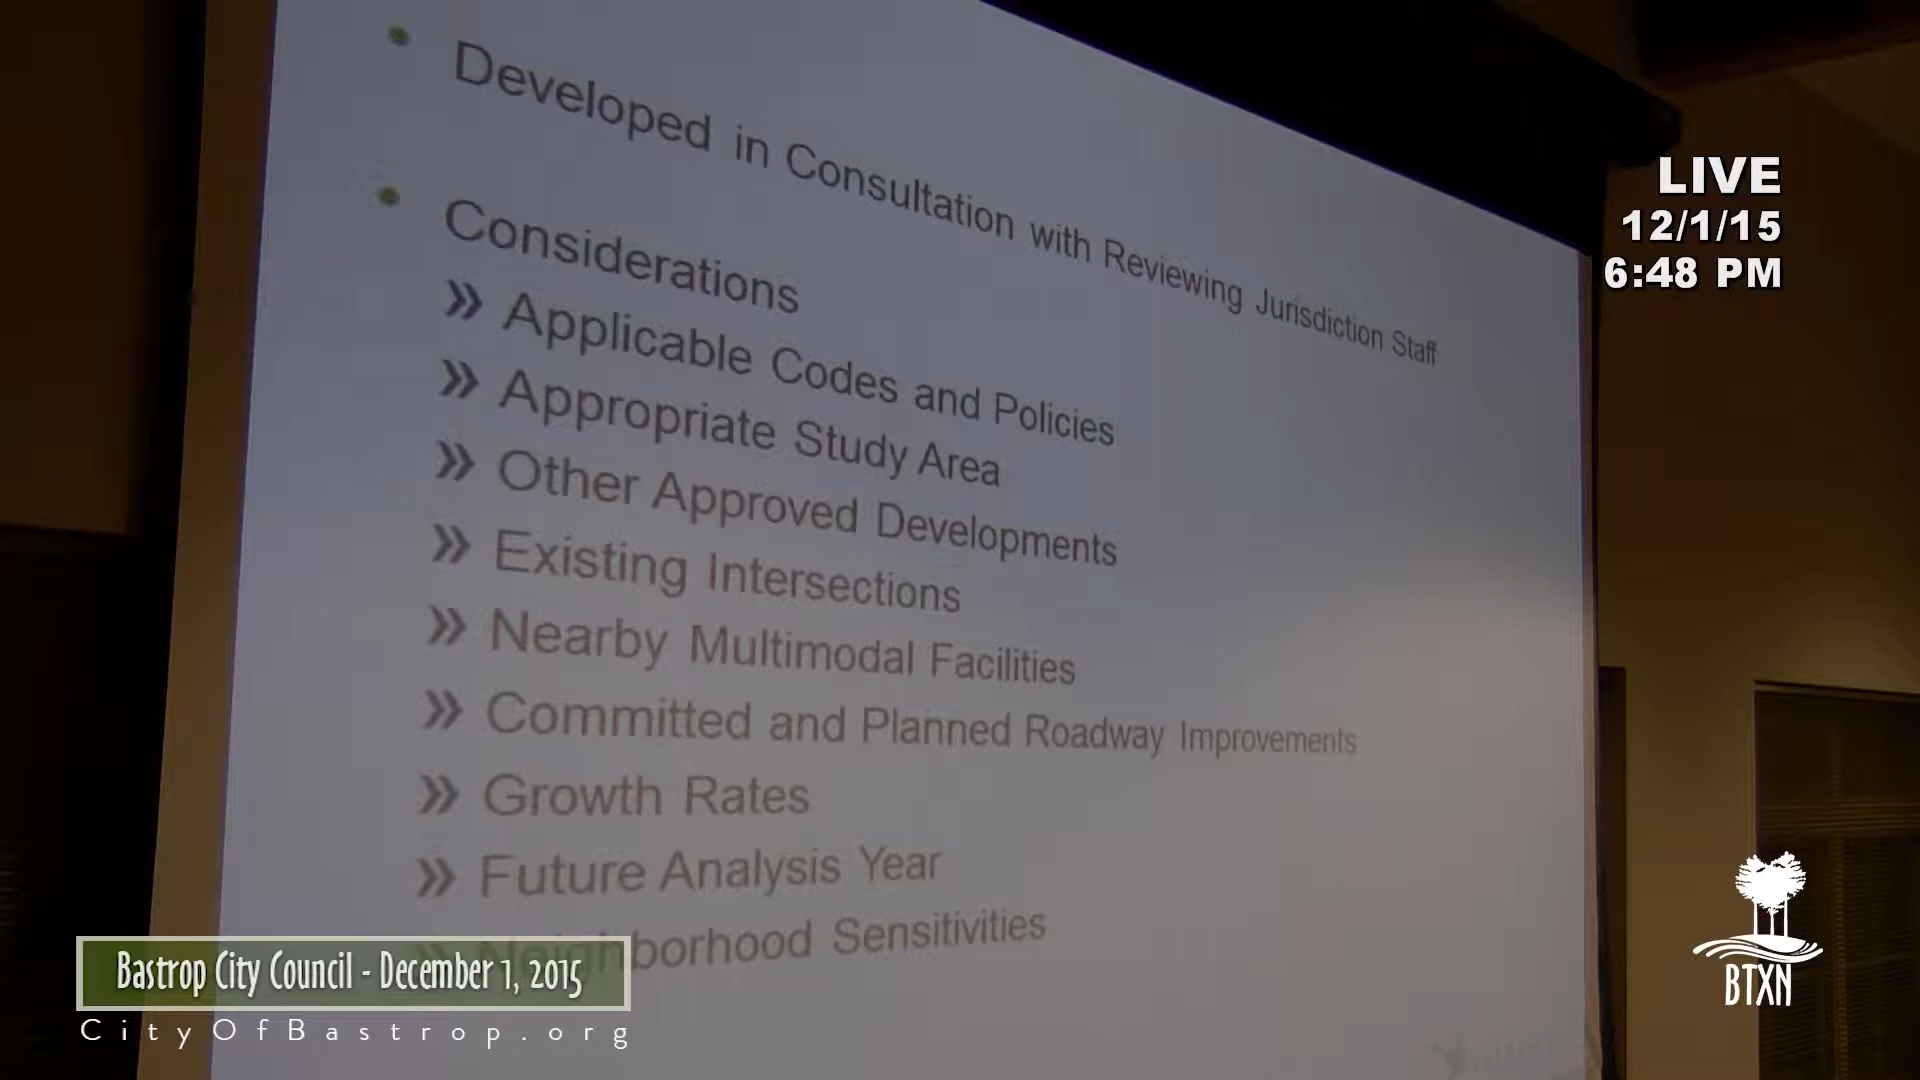 Developed in Consultation with Reviewing Jurisdiction Staff
Considerations
» Applicable Codes and Policies
» Appropriate Study Area
» Other Approved Developments
» Existing Intersections
» Nearby Multimodal Facilities
» Committed and Planned Roadway Improvements
» Growth Rates
» Future Analysis Year
» Neighborhood Sensitivities
LIVE
12/1/15
6:48 PM
Bastrop City Council - December 1, 2015
CityOfBastrop.org
BTXN